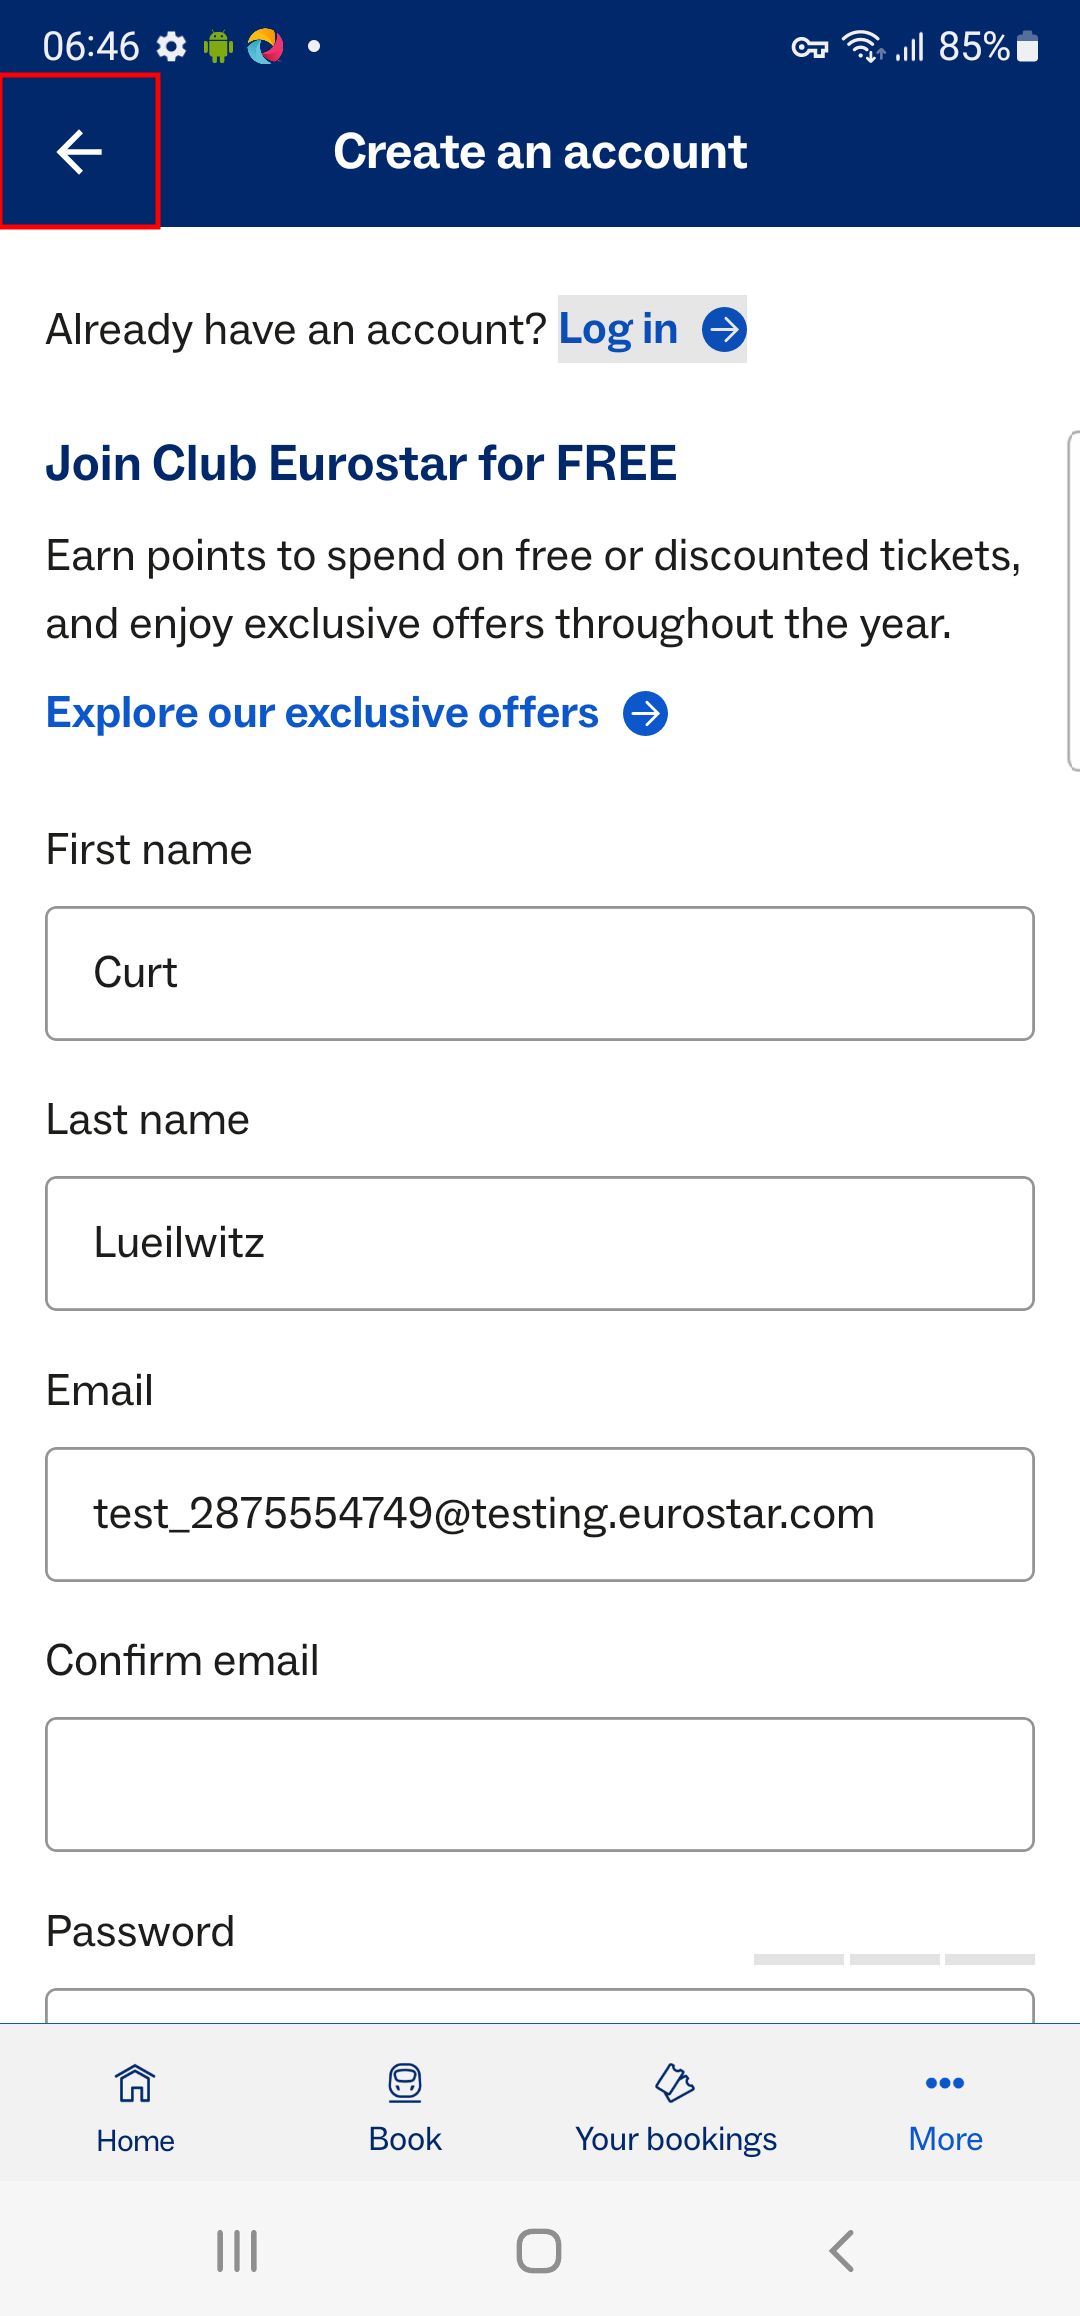 06:46
85%
Create an account
Already have an account? Log in
Join Club Eurostar for FREE
Earn points to spend on free or discounted tickets,
and enjoy exclusive offers throughout the year.
Explore our exclusive offers
First name
Curt
Last name
Lueilwitz
Email
test_2875554749@testing.eurostar.com
Confirm email
Password
Home
Book
Your bookings
More